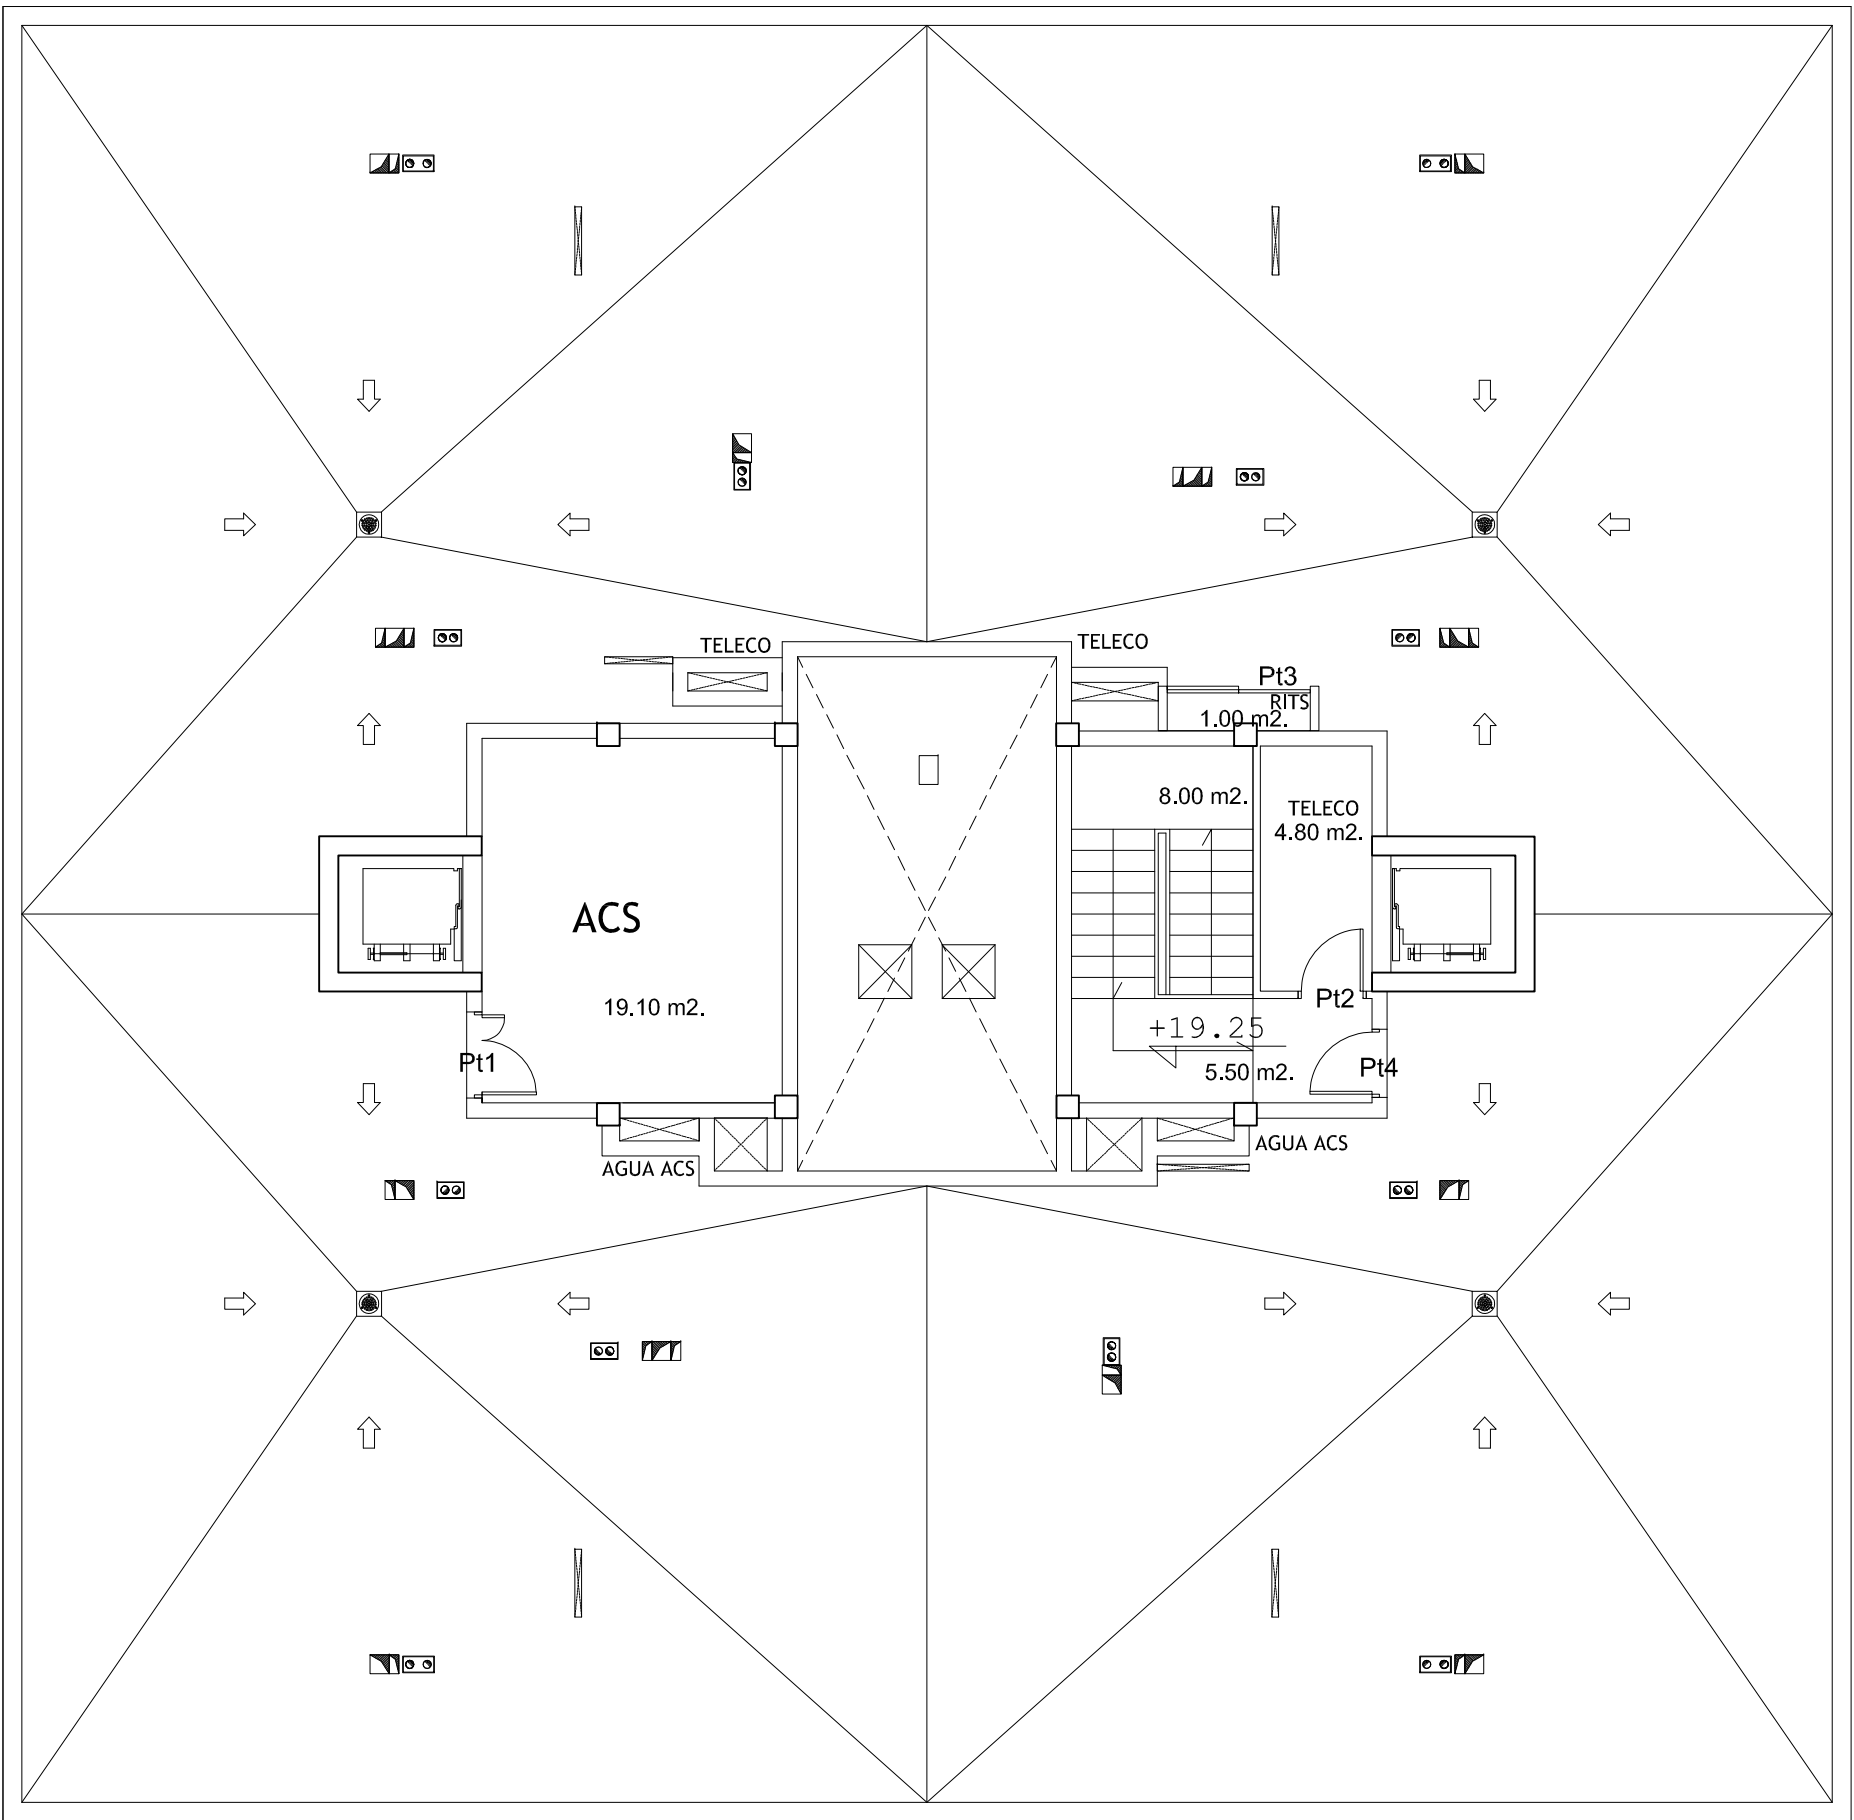 TELECO
TELECO
Pt3
RITS
1.00 m2.
8.00 m2.
TELECO
4.80 m2.
ACS
19.10 m2.
Pt2
+19.25
Pt1
5.50 m2.
Pt4
AGUA ACS
AGUA ACS